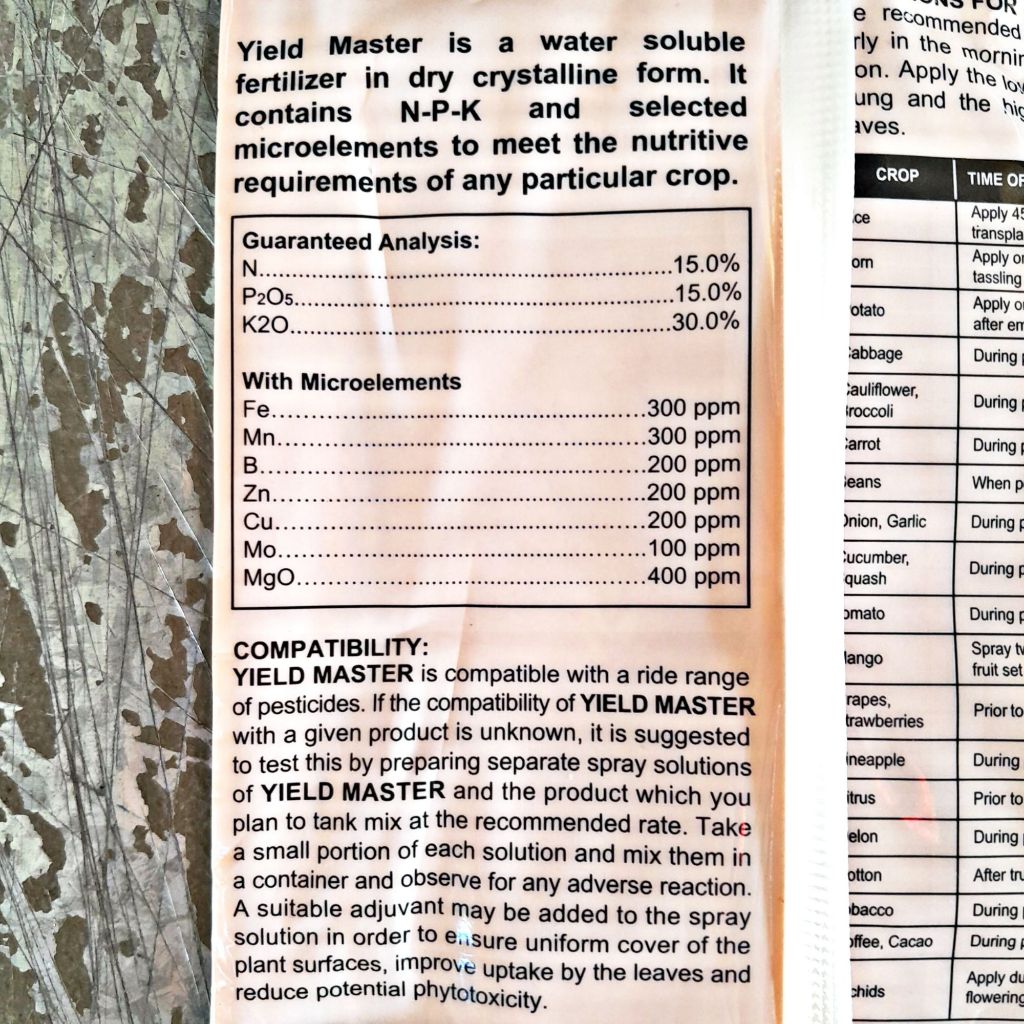 Yield Master is a water soluble
fertilizer in dry crystalline form. It
contains N-P-K and selected
microelements to meet the nutritive
requirements of any particular crop.
Guaranteed Analysis:
N...15.0%
P2O5...15.0%
K2O...30.0%
With Microelements
Fe...300 ppm
Mn...300 ppm
B...200 ppm
Zn...200 ppm
Cu...200 ppm
Mo...100 ppm
MgO...400 ppm
COMPATIBILITY:
YIELD MASTER is compatible with a ride range
of pesticides. If the compatibility of YIELD MASTER
with a given product is unknown, it is suggested
to test this by preparing separate spray solutions
of YIELD MASTER and the product which you
plan to tank mix at the recommended rate. Take
a small portion of each solution and mix them in
a container and observe for any adverse reaction.
A suitable adjuvant may be added to the spray
solution in order to ensure uniform cover of the
plant surfaces, improve uptake by the leaves and
reduce potential phytotoxicity.
FOR
recommended
in the
on. Apply the
and the
CROP TIME OF
Apply 45
Apply
tassling
Apply
after
During
During
During
When
Onion, Garlic During
Cucumber, During
During
Spray
fruit set
Prior to
During
Prior to
During
After
During
Cacao During
Apply
flowering